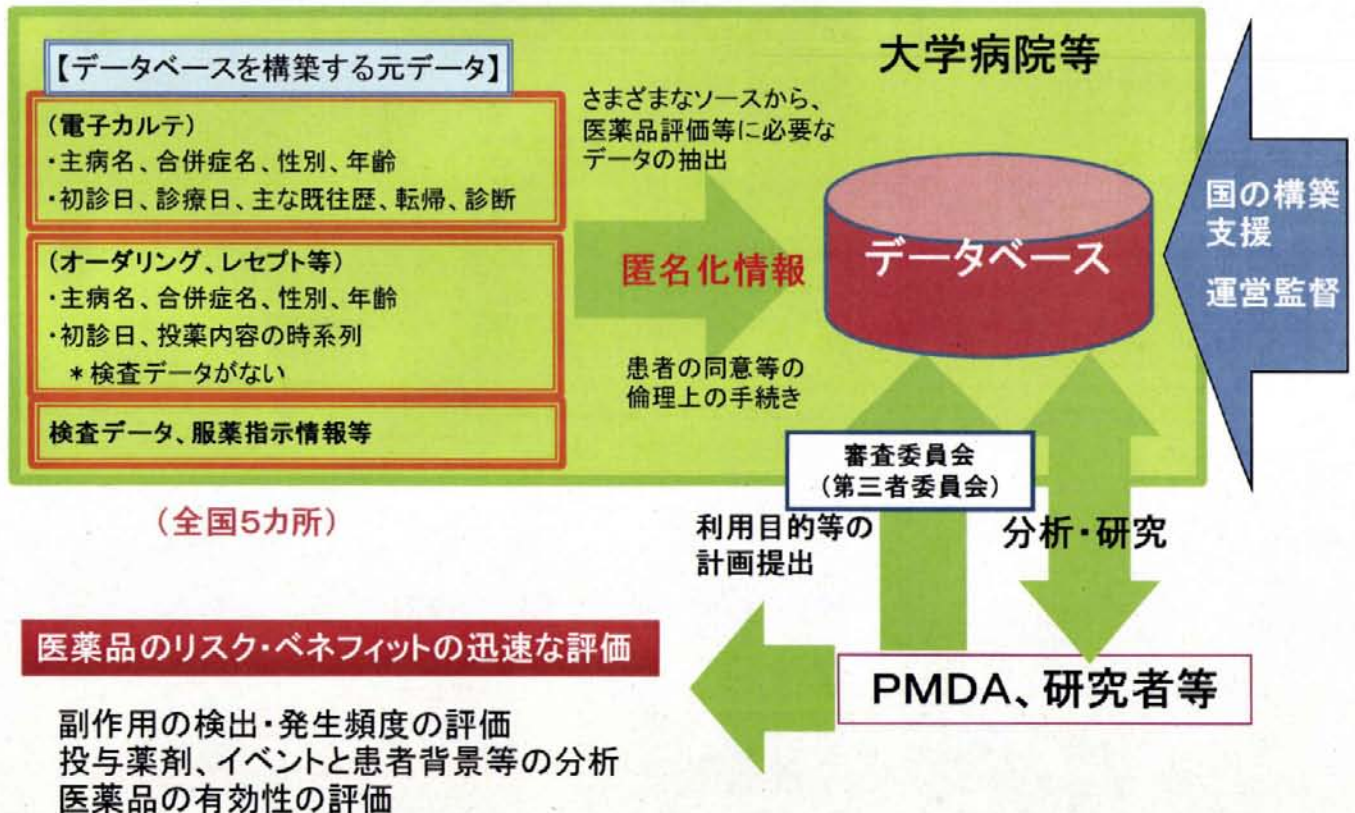 大学病院等
【データベースを構築する元データ】
(電子カルテ)
・主病名、合併症名、性別、年齢
・初診日、診療日、主な既往歴、転帰、診断
(オーダリング、レセプト等)
・主病名、合併症名、性別、年齢
・初診日、投薬内容の時系列
＊検査データがない
検査データ、服薬指示情報等
さまざまなソースから、
医薬品評価等に必要な
データの抽出
匿名化情報
患者の同意等の
倫理上の手続き
データベース
国の構築
支援
運営監督
審査委員会
(第三者委員会)
(全国5カ所)
利用目的等の
計画提出
分析・研究
PMDA、研究者等
医薬品のリスク・ベネフィットの迅速な評価
副作用の検出・発生頻度の評価
投与薬剤、イベントと患者背景等の分析
医薬品の有効性の評価